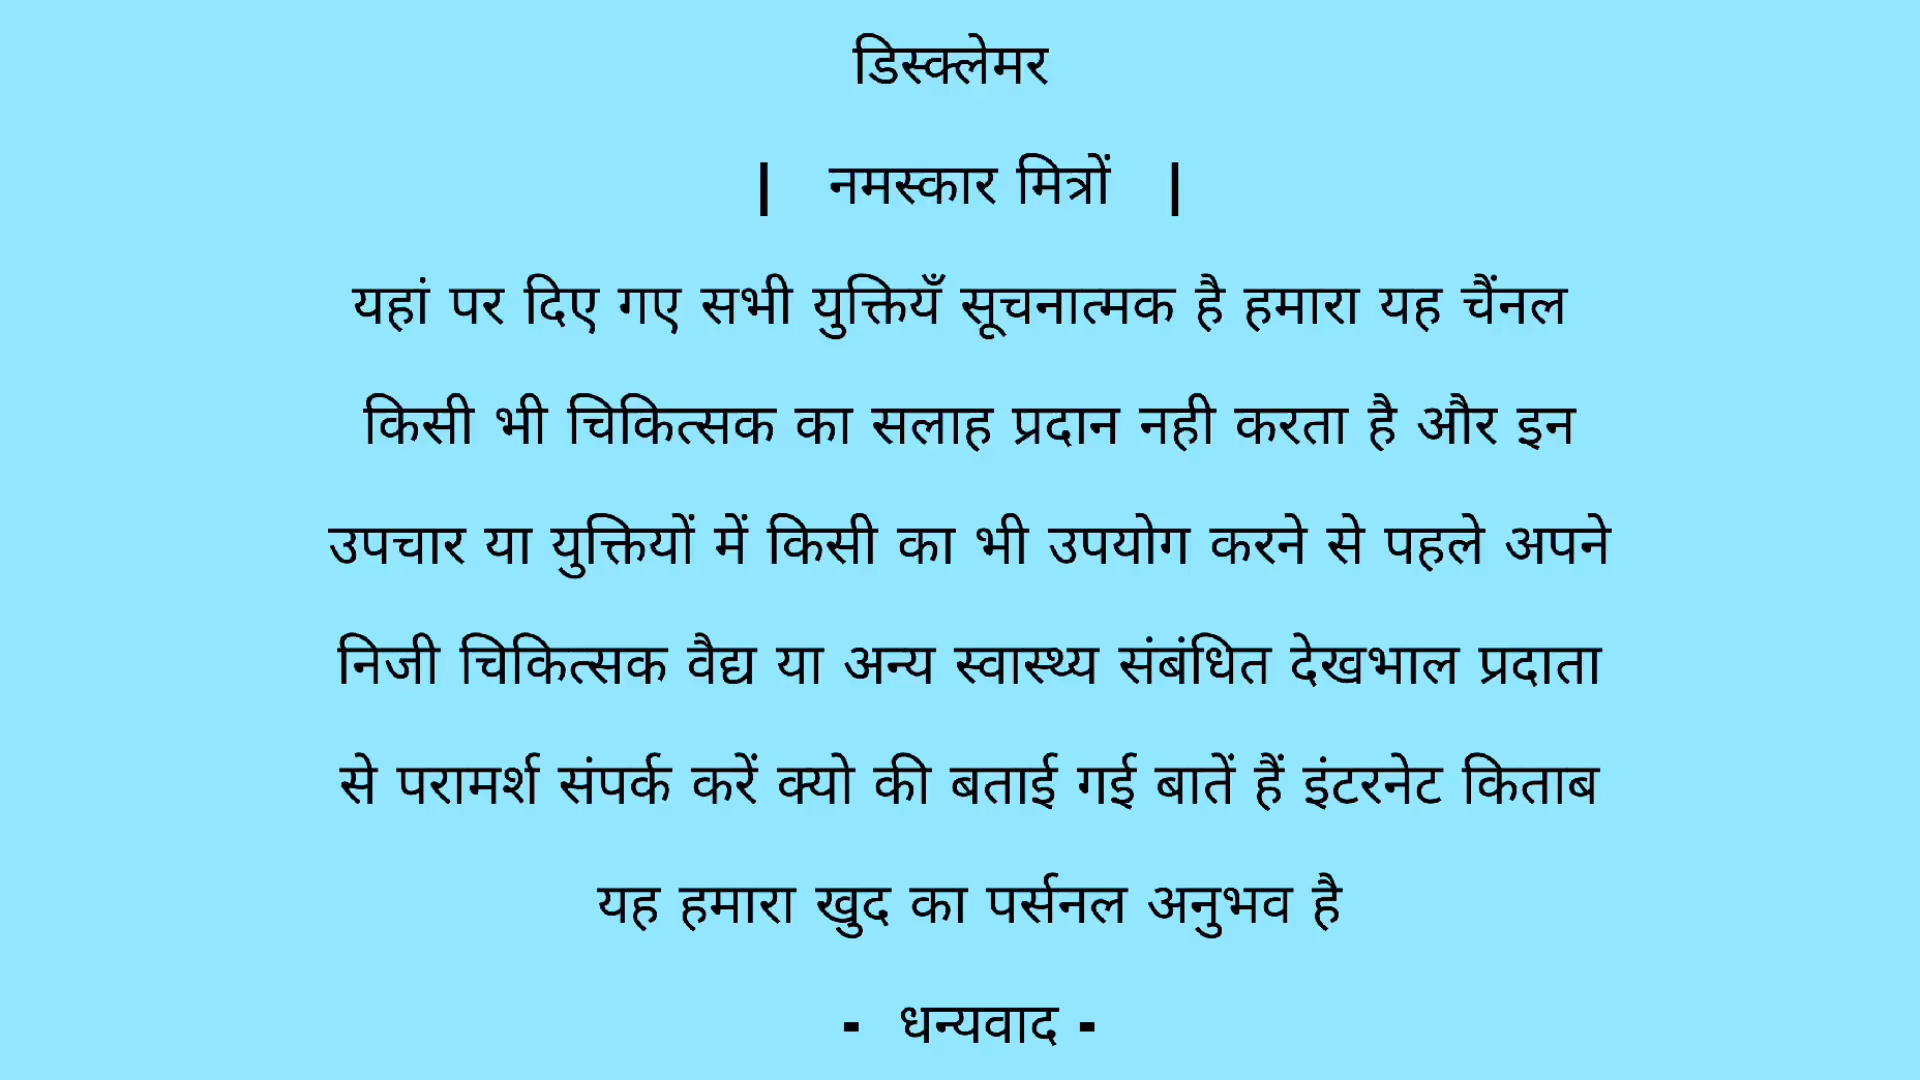 डिस्क्लेमर
| नमस्कार मित्रों |
यहां पर दिए गए सभी युक्तियँ सूचनात्मक है हमारा यह चैंनल
किसी भी चिकित्सक का सलाह प्रदान नही करता है और इन
उपचार या युक्तियों में किसी का भी उपयोग करने से पहले अपने
निजी चिकित्सक वैद्य या अन्य स्वास्थ्य संबंधित देखभाल प्रदाता
से परामर्श संपर्क करें क्यो की बताई गई बातें हैं इंटरनेट किताब
यह हमारा खुद का पर्सनल अनुभव है
- धन्यवाद -